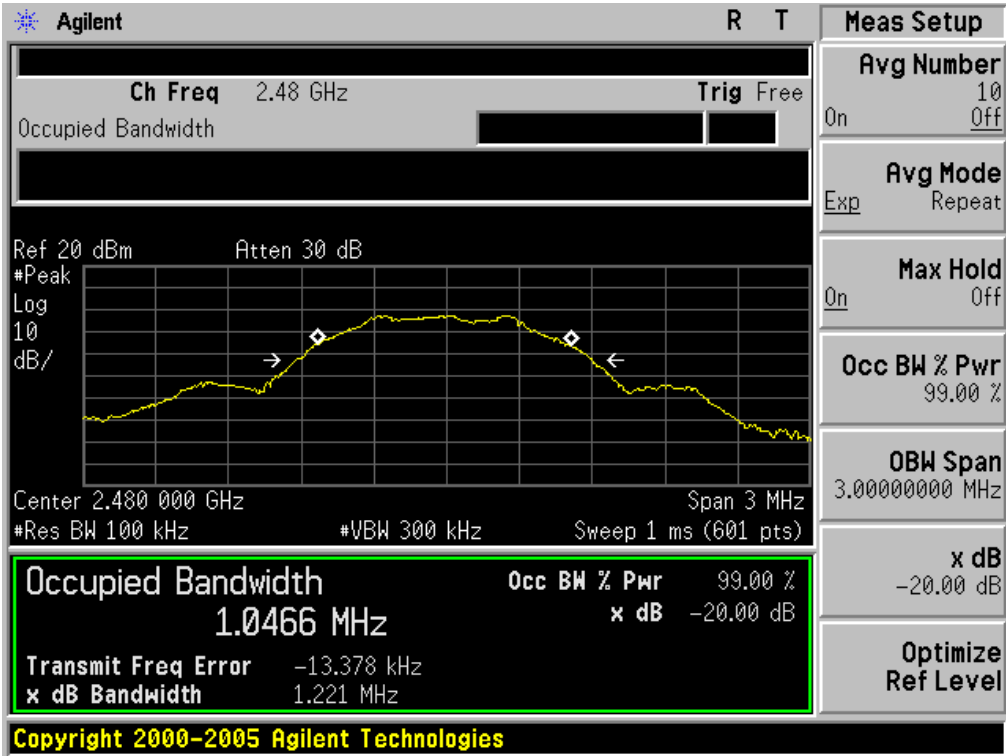 Agilent R T
Ch Freq 2.48 GHz Trig Free
Occupied Bandwidth
Ref 20 dBm Atten 30 dB
#Peak
Log
10
dB/
Center 2.480 000 GHz Span 3 MHz
#Res BW 100 kHz #VBW 300 kHz Sweep 1 ms (601 pts)
Occupied Bandwidth
1.0466 MHz
Occ BW % Pwr 99.00 %
x dB -20.00 dB
Transmit Freq Error -13.378 kHz
x dB Bandwidth 1.221 MHz
Copyright 2000-2005 Agilent Technologies
Meas Setup
Avg Number
10
On Off
Avg Mode
Exp Repeat
Max Hold
On Off
Occ BW % Pwr
99.00 %
OBW Span
3.00000000 MHz
x dB
-20.00 dB
Optimize
Ref Level